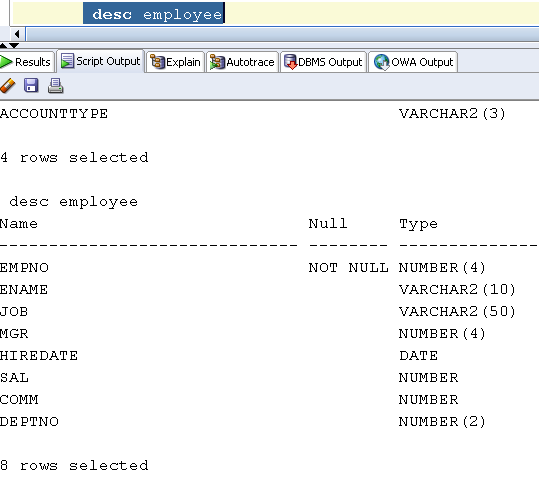 desc employee
Results Script Output Explain Autotrace DBMS Output OWA Output
ACCOUNTTYPE VARCHAR2(3)
4 rows selected
desc employee
Name Null Type
------------------------------ -------- --------------
EMPNO NOT NULL NUMBER(4)
ENAME VARCHAR2(10)
JOB VARCHAR2(50)
MGR NUMBER(4)
HIREDATE DATE
SAL NUMBER
COMM NUMBER
DEPTNO NUMBER(2)
8 rows selected